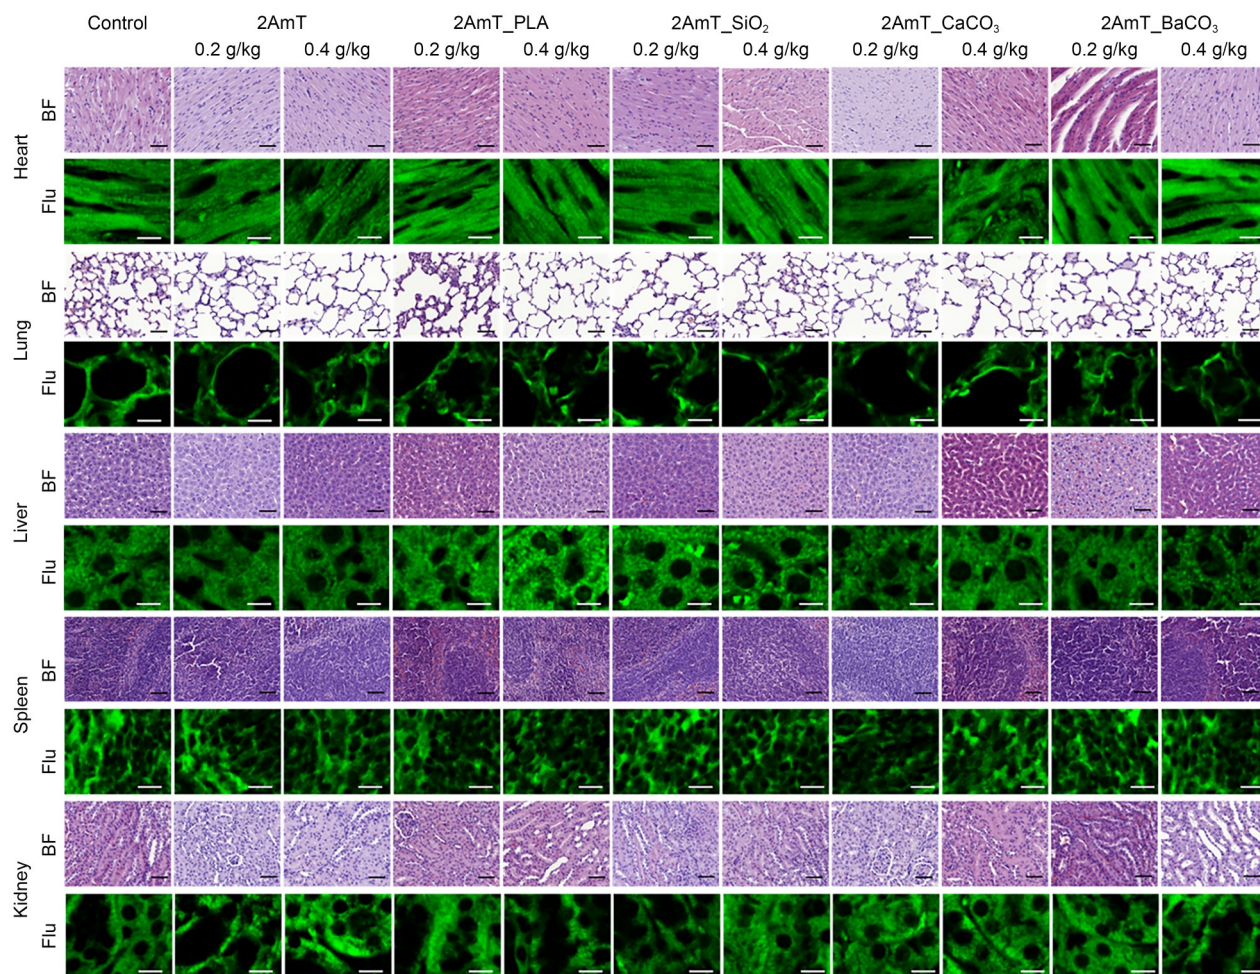 Control 2AmT 2AmT_PLA 2AmT_SiO₂ 2AmT_CaCO₃ 2AmT_BaCO₃
0.2 g/kg 0.4 g/kg 0.2 g/kg 0.4 g/kg 0.2 g/kg 0.4 g/kg 0.2 g/kg 0.4 g/kg 0.2 g/kg 0.4 g/kg
Heart
BF
Flu
Lung
BF
Flu
Liver
BF
Flu
Spleen
BF
Flu
Kidney
BF
Flu